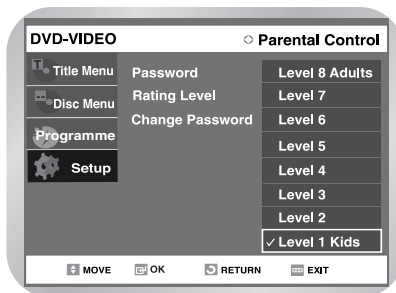 DVD-VIDEO Parental Control
Title Menu
Disc Menu
Programme
Setup
Password
Rating Level
Change Password
Level 8 Adults
Level 7
Level 6
Level 5
Level 4
Level 3
Level 2
✓ Level 1 Kids
MOVE OK RETURN EXIT